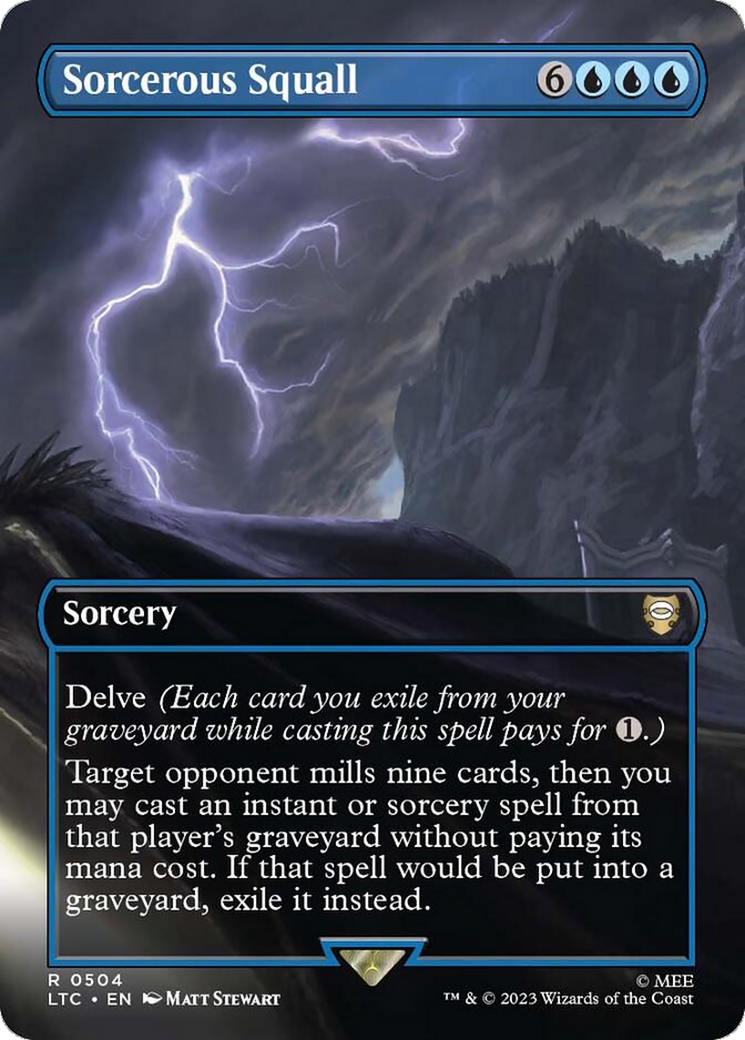 Sorcerous Squall 6
Sorcery
Delve (Each card you exile from your
graveyard while casting this spell pays for 1.)
Target opponent mills nine cards, then you
may cast an instant or sorcery spell from
that player's graveyard without paying its
mana cost. If that spell would be put into a
graveyard, exile it instead.
R 0504
LTC • EN Matt Stewart
© MEE
™ & © 2023 Wizards of the Coast